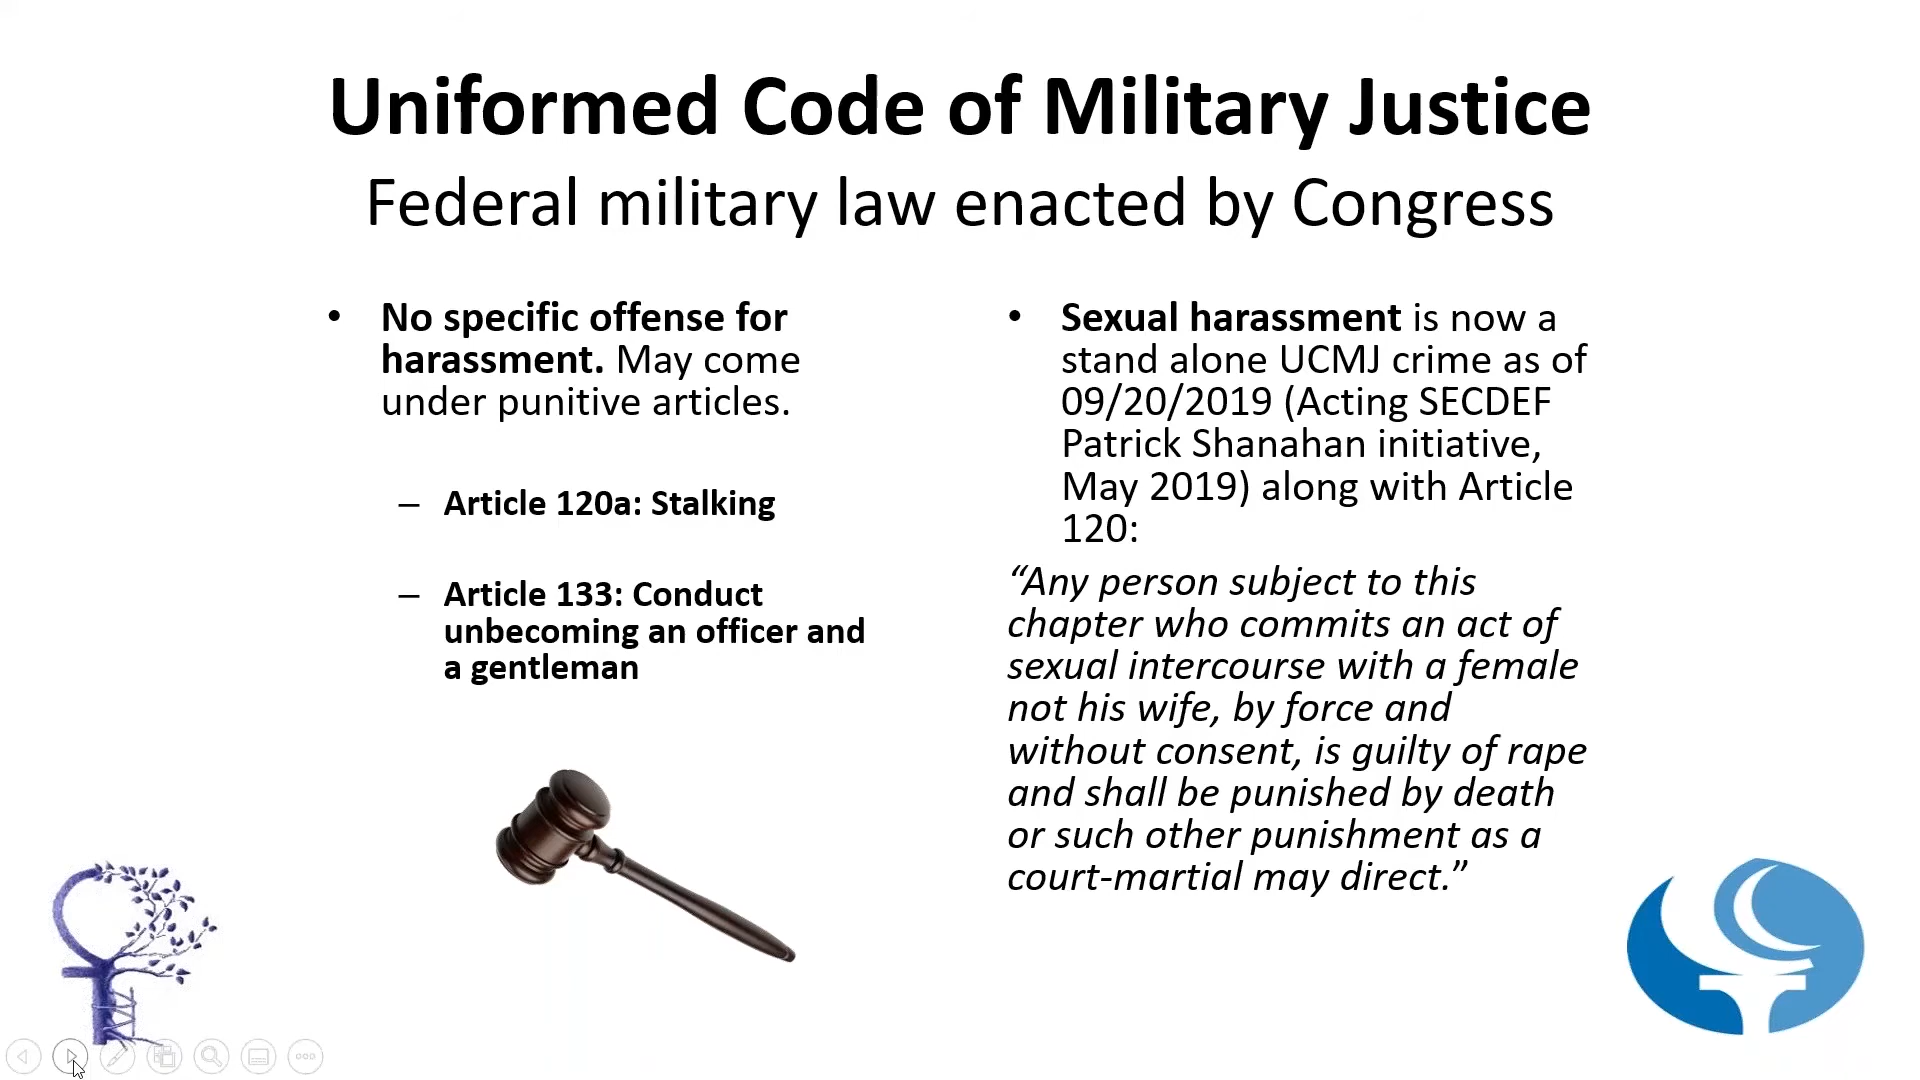 Uniformed Code of Military Justice
Federal military law enacted by Congress
• No specific offense for
harassment. May come
under punitive articles.
– Article 120a: Stalking
– Article 133: Conduct
unbecoming an officer and
a gentleman
• Sexual harassment is now a
stand alone UCMJ crime as of
09/20/2019 (Acting SECDEF
Patrick Shanahan initiative,
May 2019) along with Article
120:
“Any person subject to this
chapter who commits an act of
sexual intercourse with a female
not his wife, by force and
without consent, is guilty of rape
and shall be punished by death
or such other punishment as a
court-martial may direct.”